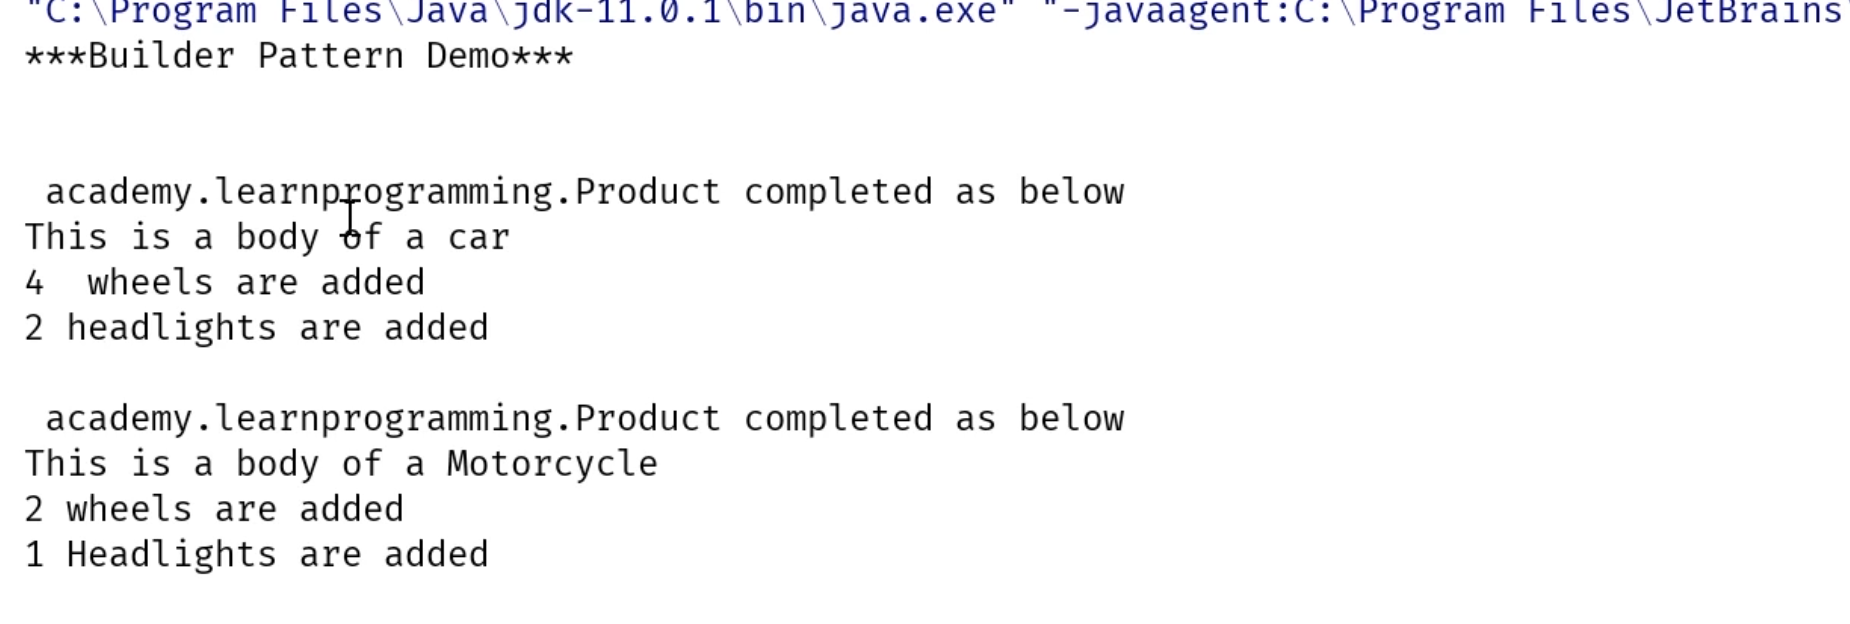 "C:\Program Files\Java\jdk-11.0.1\bin\java.exe" "-javaagent:C:\Program Files\JetBrains
***Builder Pattern Demo***
academy.learnprogramming.Product completed as below
This is a body of a car
4  wheels are added
2 headlights are added
academy.learnprogramming.Product completed as below
This is a body of a Motorcycle
2 wheels are added
1 Headlights are added